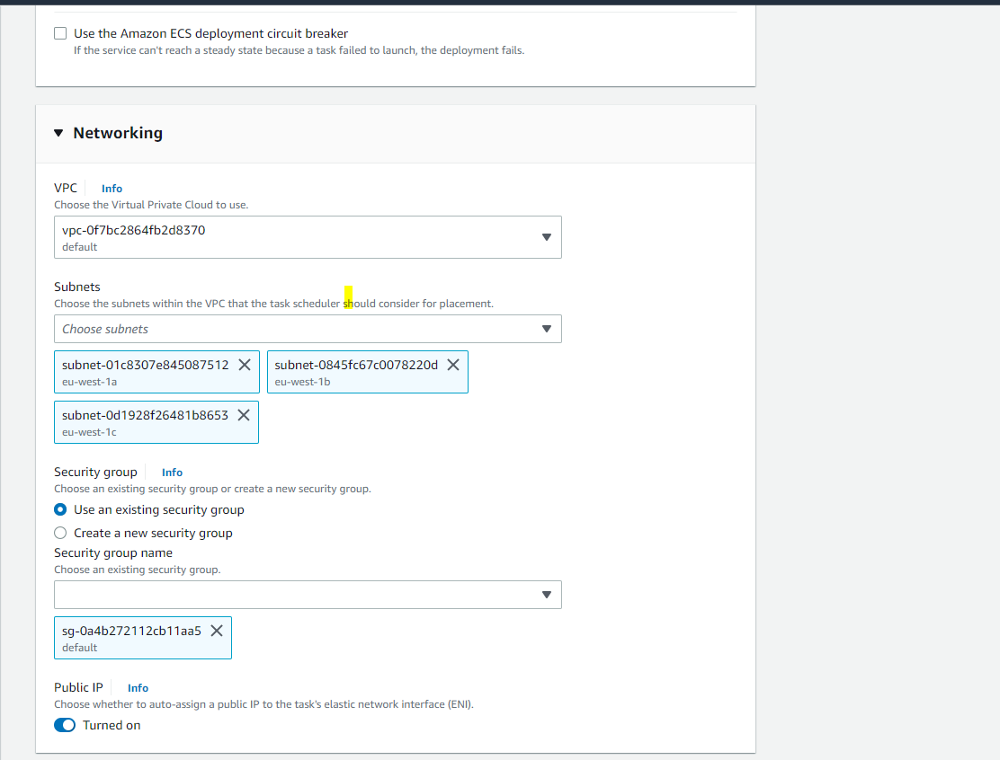 Use the Amazon ECS deployment circuit breaker
If the service can't reach a steady state because a task failed to launch, the deployment fails.
Networking
VPC Info
Choose the Virtual Private Cloud to use.
vpc-0f7bc2864fb2d8370
default
Subnets
Choose the subnets within the VPC that the task scheduler should consider for placement.
Choose subnets
subnet-01c8307e845087512 subnet-0845fc67c0078220d
eu-west-1a eu-west-1b
subnet-0d1928f26481b8653
eu-west-1c
Security group Info
Choose an existing security group or create a new security group.
Use an existing security group
Create a new security group
Security group name
Choose an existing security group.
sg-0a4b272112cb11aa5
default
Public IP Info
Choose whether to auto-assign a public IP to the task's elastic network interface (ENI).
Turned on